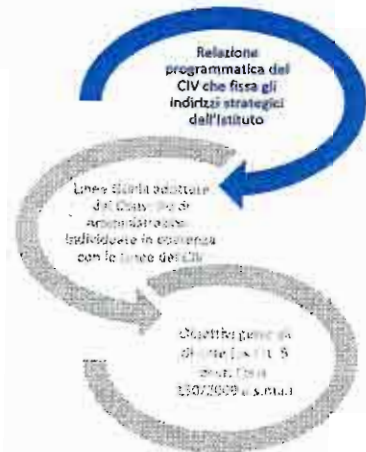 Relazione
programmatica del
CIV che fissa gli
indirizzi strategici
dell'Istituto
Linee Guida adottate
dal Consiglio di
Amministrazione
individuate in coerenza
con le Linee del CIV
Obiettivi generali
150/2009 e s.m.i.